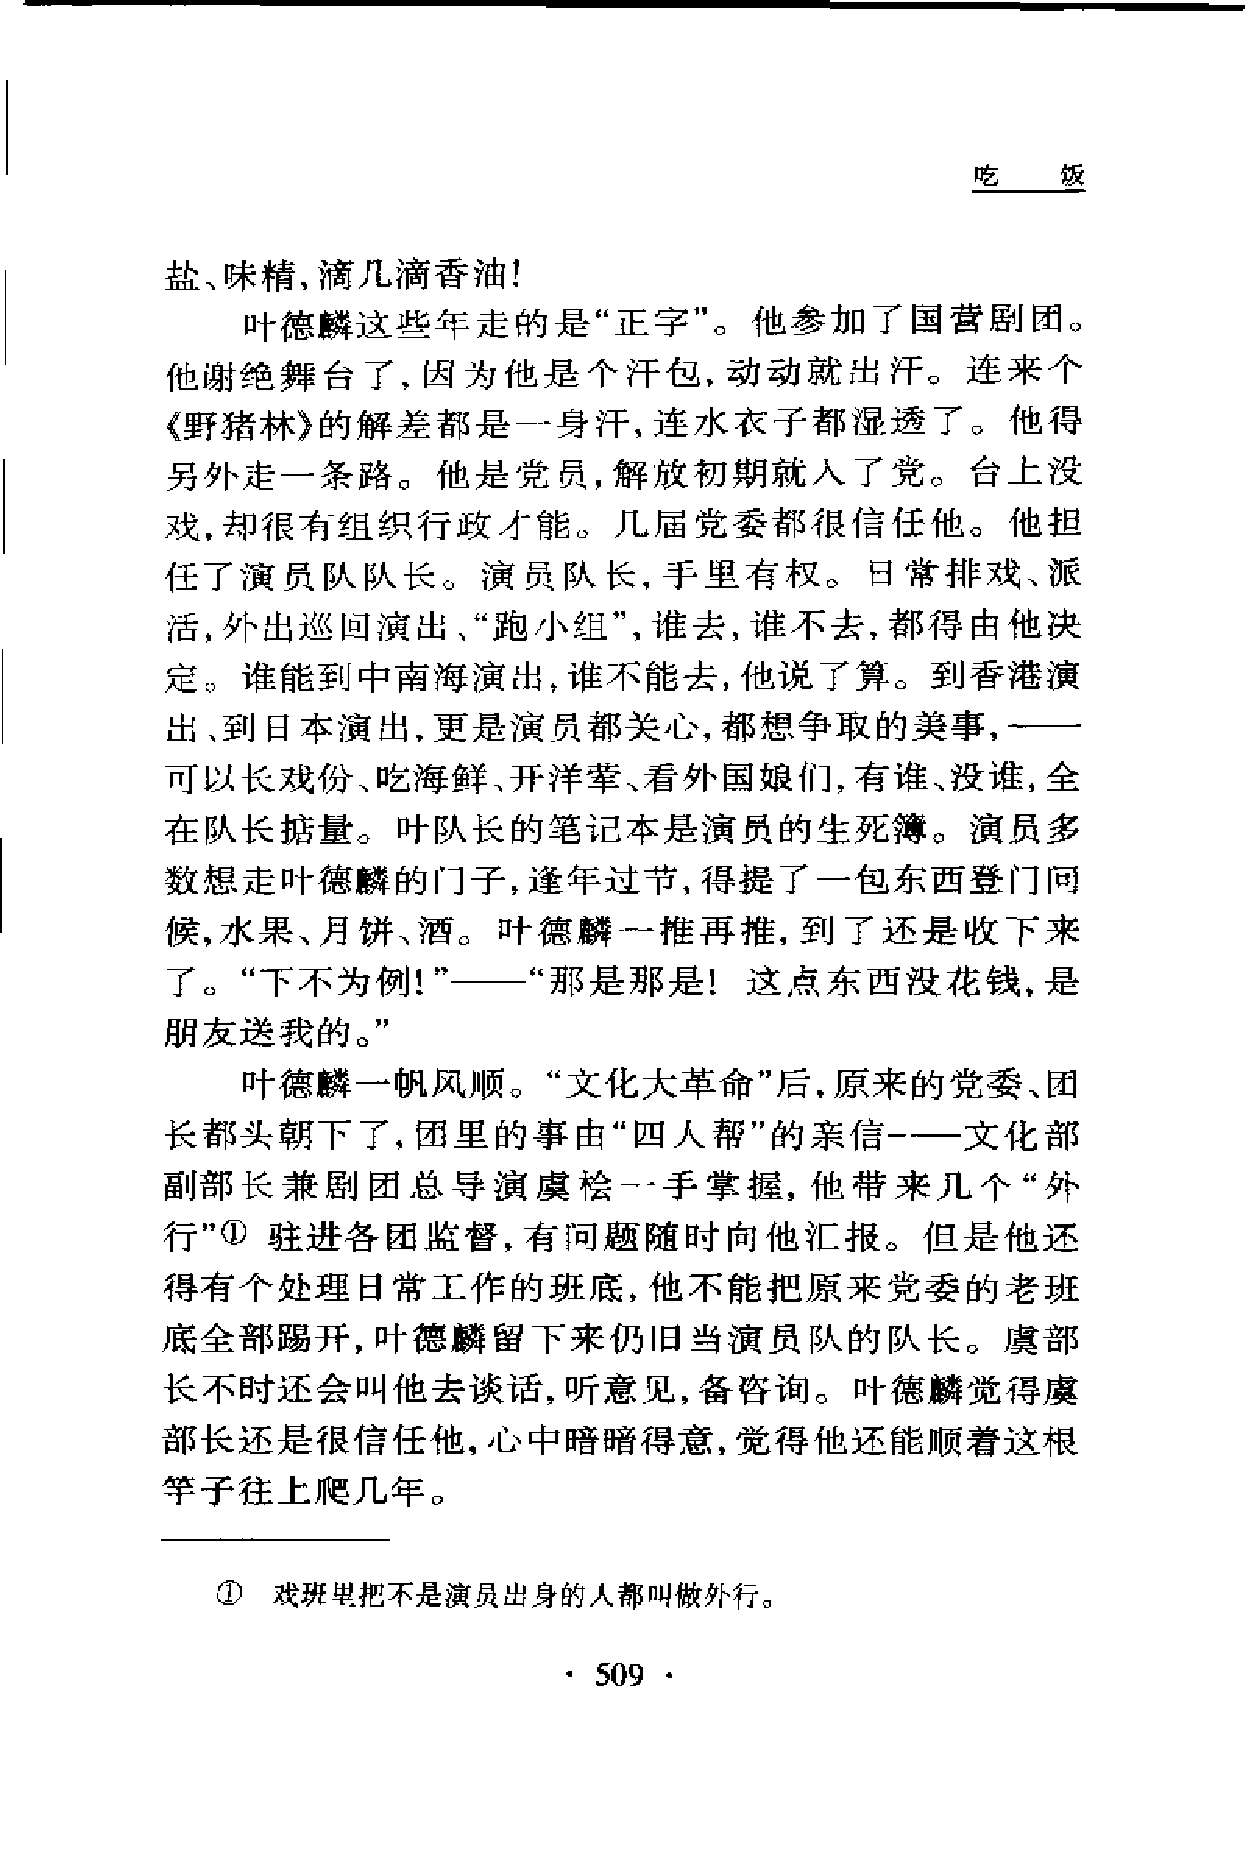 吃 饭
盐、味精,滴几滴香油!
叶德麟这些年走的是“正字”。他参加了国营剧团。
他谢绝舞台了,因为他是个汗包,动动就出汗。连来个
《野猪林》的解差都是一身汗,连水衣子都湿透了。他得
另外走一条路。他是党员,解放初期就入了党。台上没
戏,却很有组织行政才能。几届党委都很信任他。他担
任了演员队队长。演员队长,手里有权。日常排戏、派
活,外出巡回演出、“跑小组”,谁去,谁不去,都得由他决
定。谁能到中南海演出,谁不能去,他说了算。到香港演
出、到日本演出,更是演员都关心,都想争取的美事,——
可以长戏份、吃海鲜、开洋荤、看外国娘们,有谁、没谁,全
在队长掂量。叶队长的笔记本是演员的生死簿。演员多
数想走叶德麟的门子,逢年过节,得提了一包东西登门问
候,水果、月饼、酒。叶德麟一推再推,到了还是收下来
了。“下不为例!”——“那是那是!这点东西没花钱,是
朋友送我的。”
叶德麟一帆风顺。“文化大革命”后,原来的党委、团
长都头朝下了,团里的事由“四人帮”的亲信——文化部
副部长兼剧团总导演虞桧一手掌握,他带来几个“外
行”① 驻进各团监督,有问题随时向他汇报。但是他还
得有个处理日常工作的班底,他不能把原来党委的老班
底全部踢开,叶德麟留下来仍旧当演员队的队长。虞部
长不时还会叫他去谈话,听意见,备咨询。叶德麟觉得虞
部长还是很信任他,心中暗暗得意,觉得他还能顺着这根
竿子往上爬几年。
① 戏班里把不是演员出身的人都叫做外行。
· 509 ·